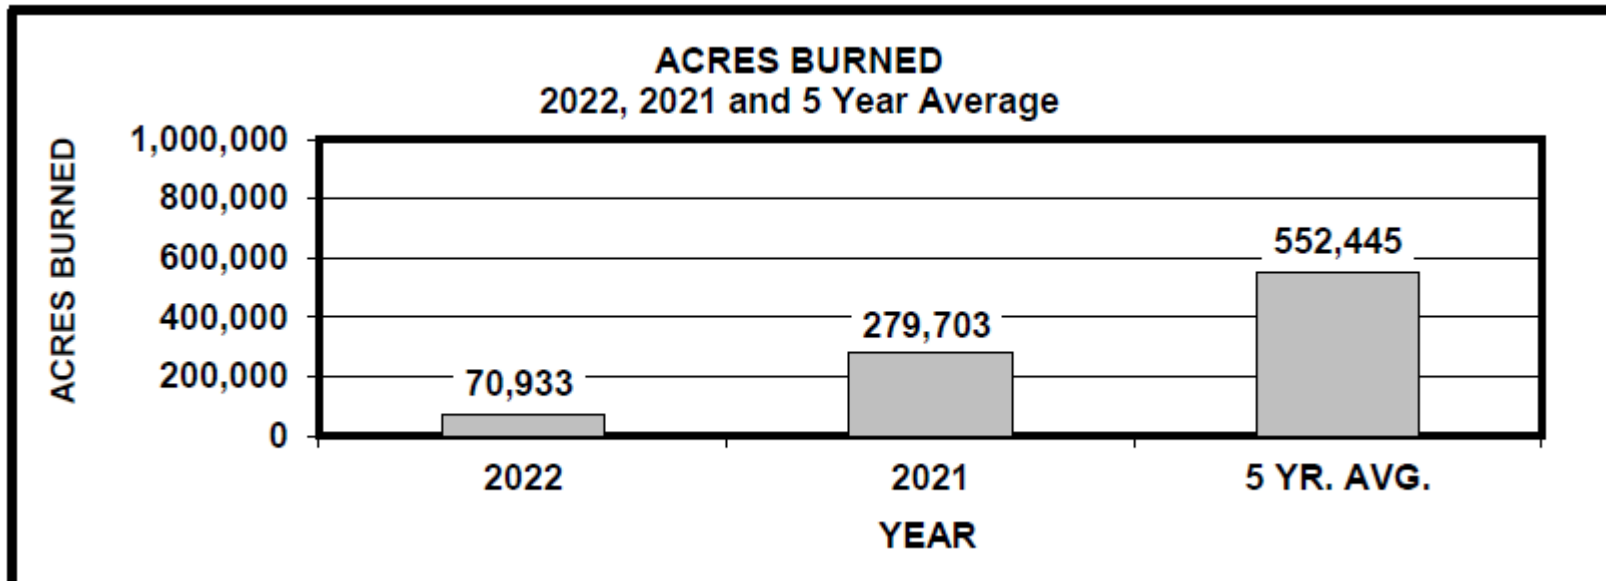 ACRES BURNED
2022, 2021 and 5 Year Average
ACRES BURNED
1,000,000
800,000
600,000
400,000
200,000
0
70,933
279,703
552,445
2022
2021
5 YR. AVG.
YEAR